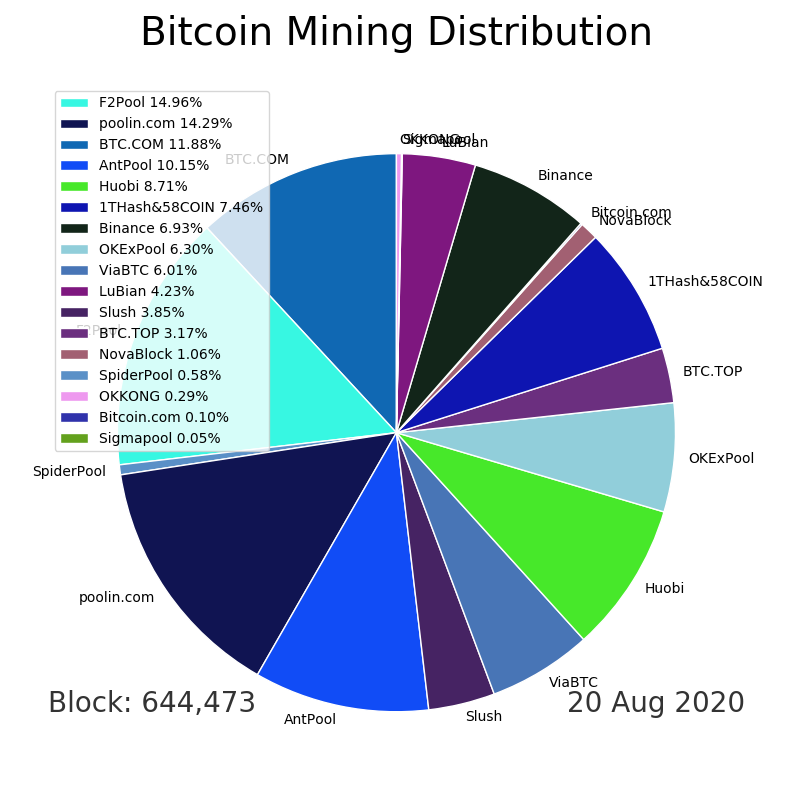 Bitcoin Mining Distribution
F2Pool 14.96%
poolin.com 14.29%
BTC.COM 11.88%
AntPool 10.15%
Huobi 8.71%
1THash&58COIN 7.46%
Binance 6.93%
OKExPool 6.30%
ViaBTC 6.01%
LuBian 4.23%
Slush 3.85%
BTC.TOP 3.17%
NovaBlock 1.06%
SpiderPool 0.58%
OKKONG 0.29%
Bitcoin.com 0.10%
Sigmapool 0.05%
OKKONG
Sigmapool
LuBian
BTC.COM
Binance
Bitcoin.com
NovaBlock
1THash&58COIN
F2Pool
BTC.TOP
OKExPool
SpiderPool
Huobi
poolin.com
ViaBTC
Slush
AntPool
Block: 644,473
20 Aug 2020